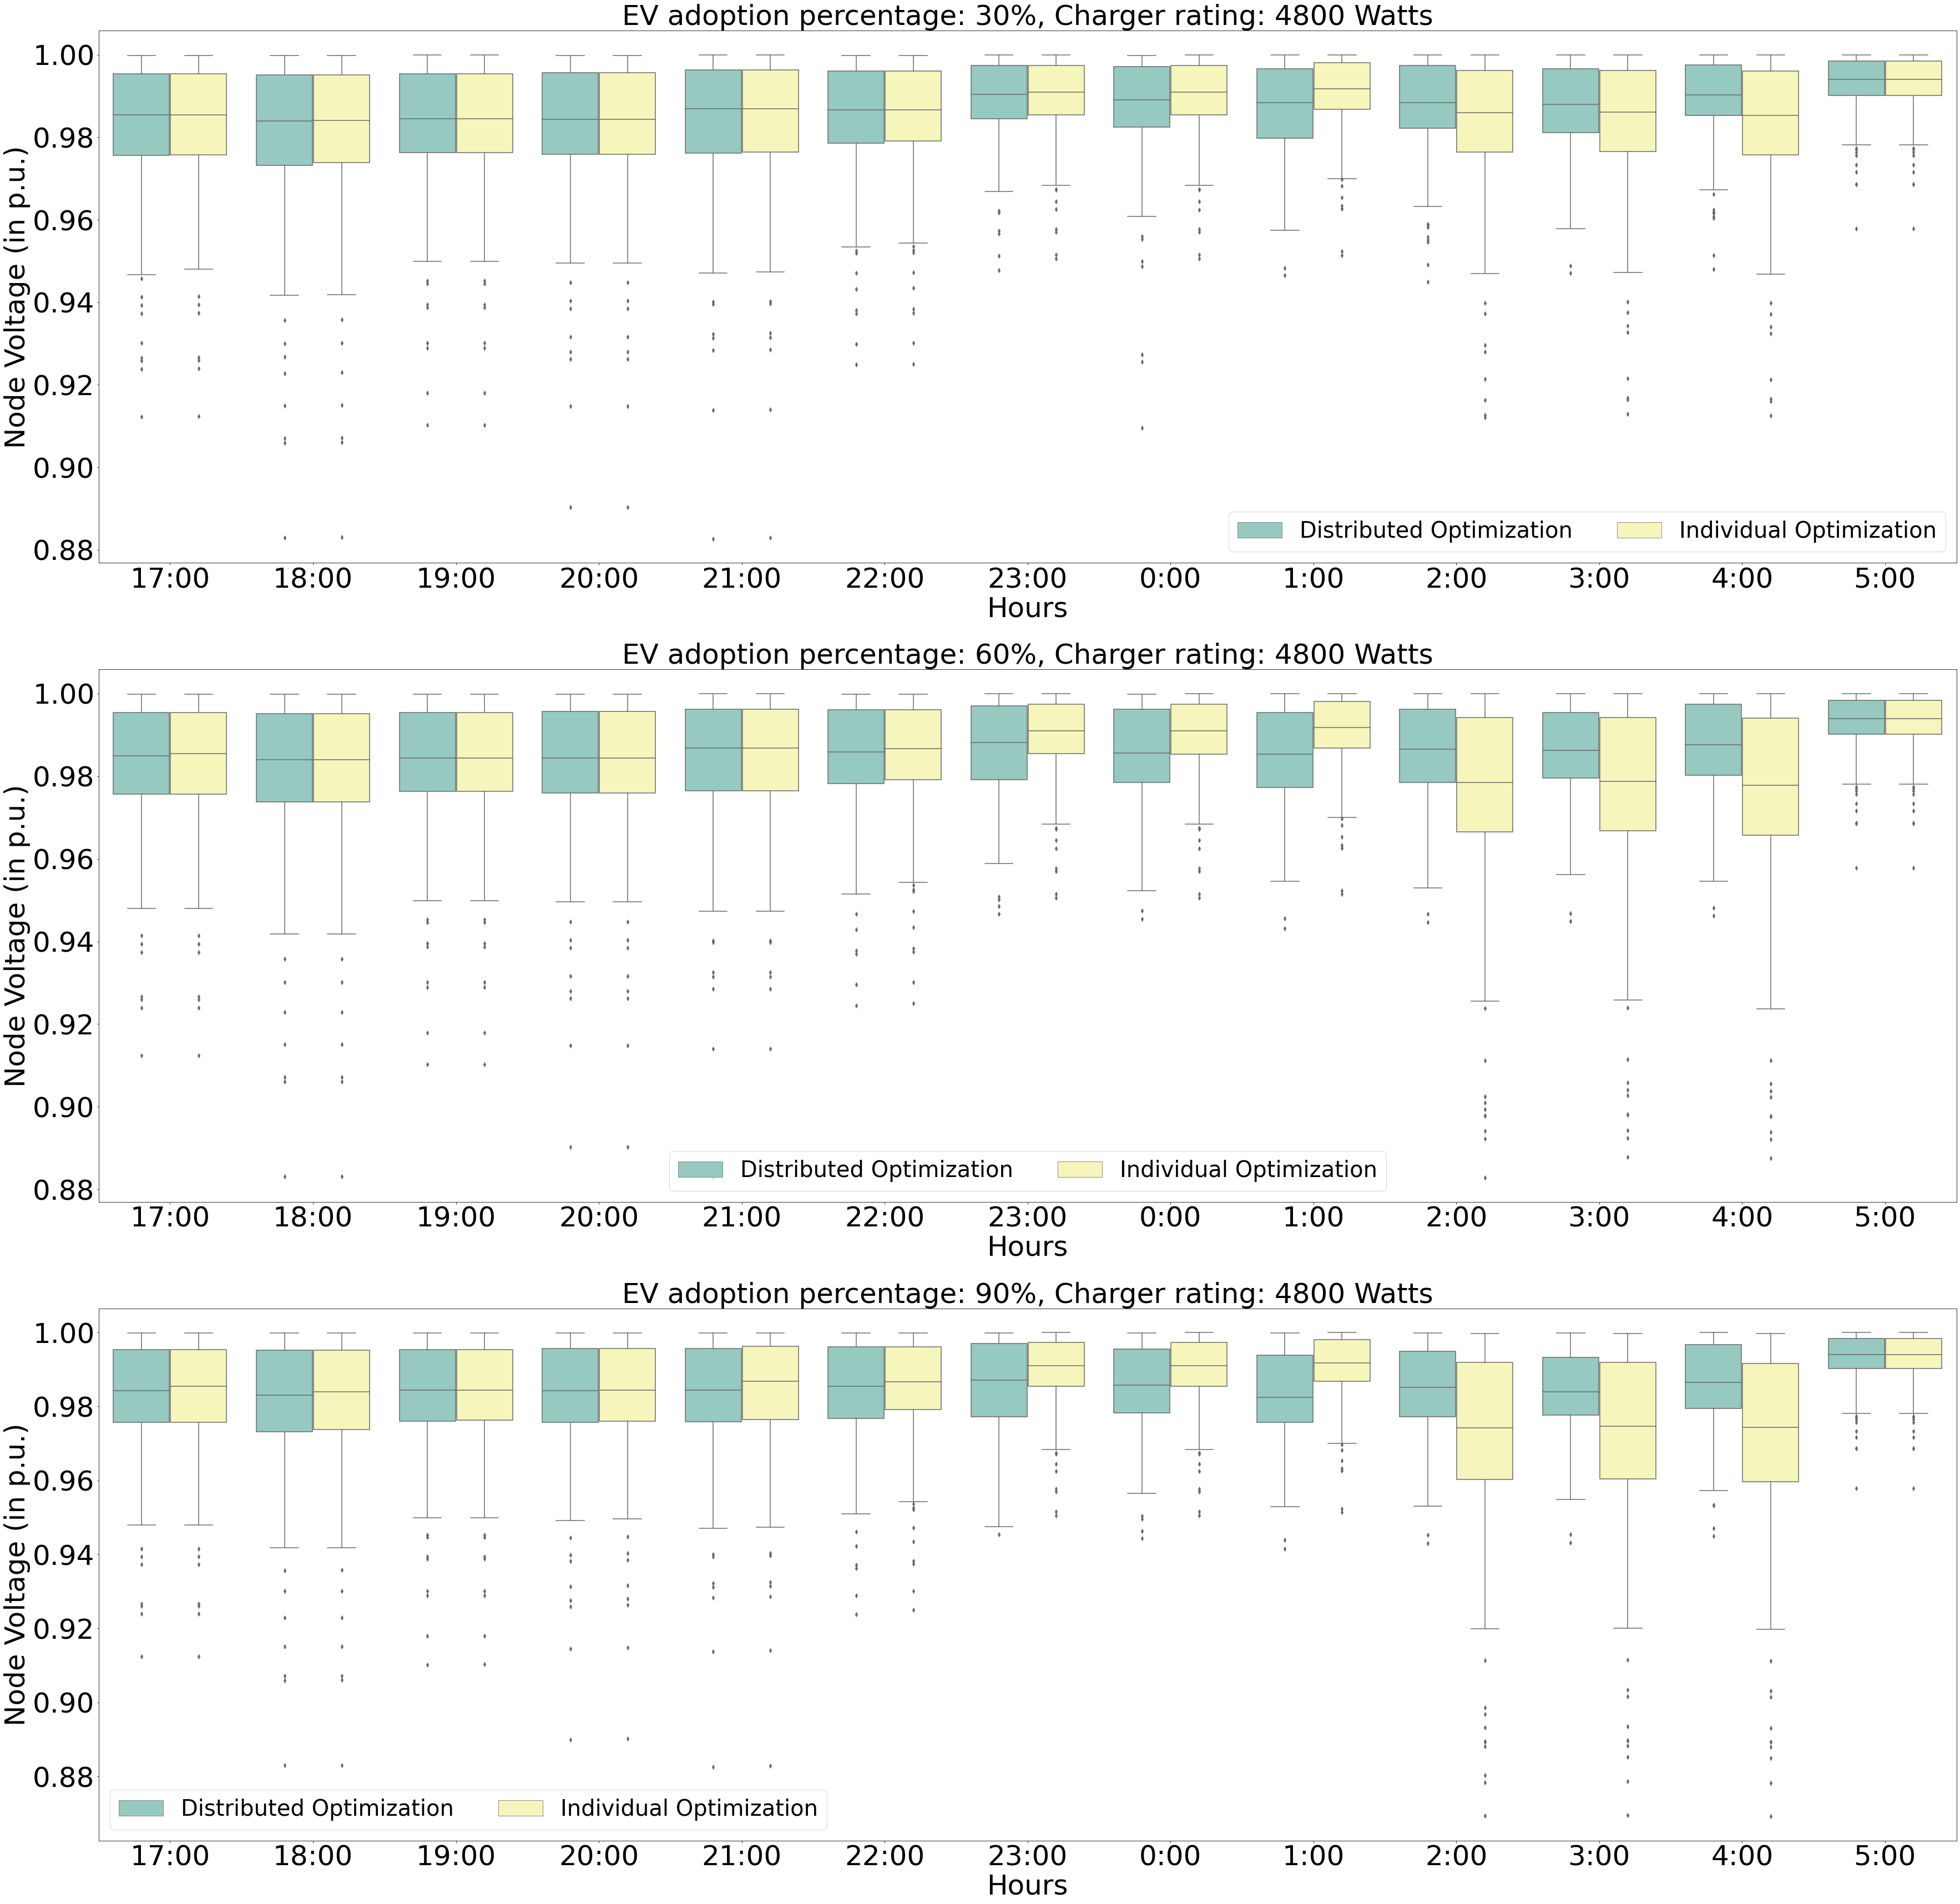 EV adoption percentage: 30%, Charger rating: 4800 Watts
Node Voltage (in p.u.)
1.00
0.98
0.96
0.94
0.92
0.90
0.88
Distributed Optimization Individual Optimization
17:00 18:00 19:00 20:00 21:00 22:00 23:00 0:00 1:00 2:00 3:00 4:00 5:00
Hours
EV adoption percentage: 60%, Charger rating: 4800 Watts
Node Voltage (in p.u.)
1.00
0.98
0.96
0.94
0.92
0.90
0.88
Distributed Optimization Individual Optimization
17:00 18:00 19:00 20:00 21:00 22:00 23:00 0:00 1:00 2:00 3:00 4:00 5:00
Hours
EV adoption percentage: 90%, Charger rating: 4800 Watts
Node Voltage (in p.u.)
1.00
0.98
0.96
0.94
0.92
0.90
0.88
Distributed Optimization Individual Optimization
17:00 18:00 19:00 20:00 21:00 22:00 23:00 0:00 1:00 2:00 3:00 4:00 5:00
Hours